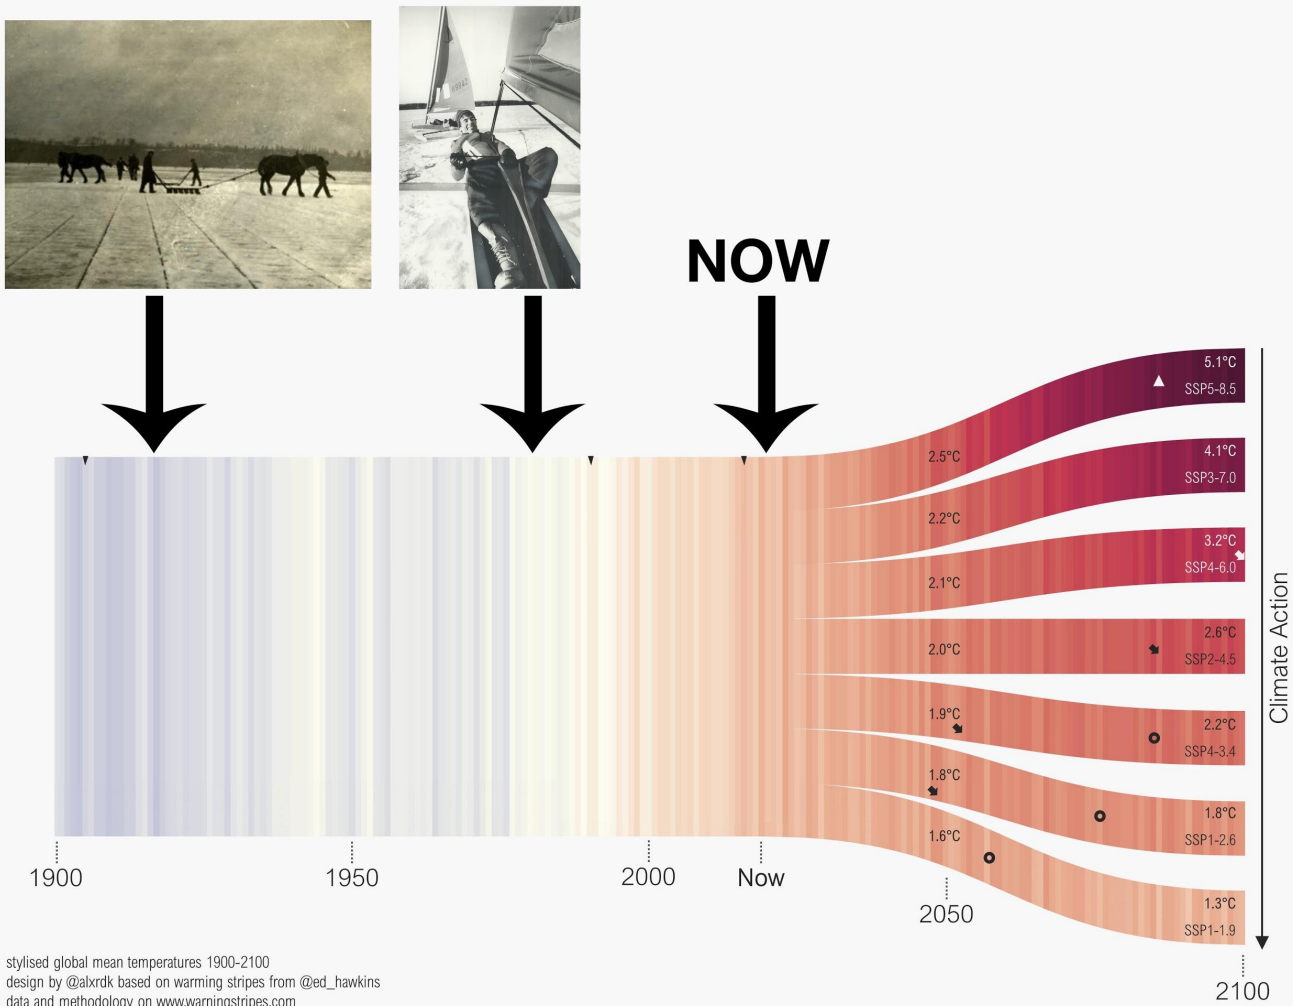 NOW
5.1°C
SSP5-8.5
4.1°C
SSP3-7.0
3.2°C
SSP4-6.0
2.6°C
SSP2-4.5
2.2°C
SSP4-3.4
1.8°C
SSP1-2.6
1.3°C
SSP1-1.9
2.5°C
2.2°C
2.1°C
2.0°C
1.9°C
1.8°C
1.6°C
Climate Action
1900
1950
2000
Now
2050
2100
stylised global mean temperatures 1900-2100
design by @alxrdk based on warming stripes from @ed_hawkins
data and methodology on www.warningstripes.com